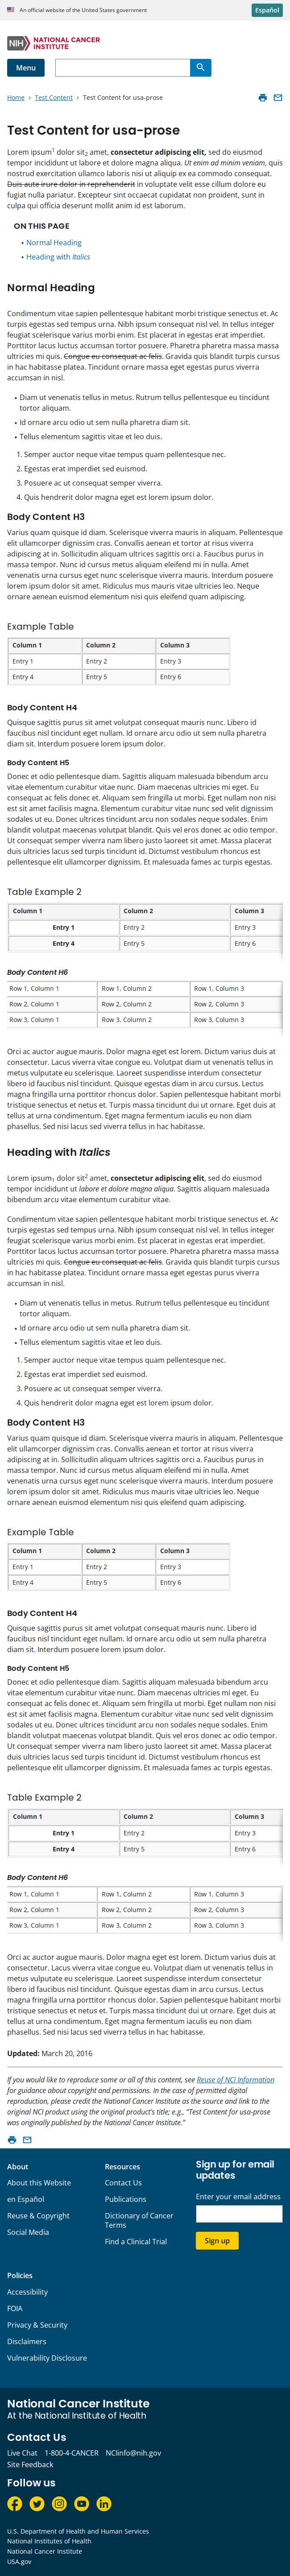 An official website of the United States government
Español
NIH NATIONAL CANCER INSTITUTE
Menu
Home › Test Content › Test Content for usa-prose
Test Content for usa-prose
Lorem ipsum1 dolor sit2 amet, consectetur adipiscing elit, sed do eiusmod
tempor incididunt ut labore et dolore magna aliqua. Ut enim ad minim veniam, quis
nostrud exercitation ullamco laboris nisi ut aliquip ex ea commodo consequat.
Duis aute irure dolor in reprehenderit in voluptate velit esse cillum dolore eu
fugiat nulla pariatur. Excepteur sint occaecat cupidatat non proident, sunt in
culpa qui officia deserunt mollit anim id est laborum.
ON THIS PAGE
• Normal Heading
• Heading with Italics
Normal Heading
Condimentum vitae sapien pellentesque habitant morbi tristique senectus et. Ac
turpis egestas sed tempus urna. Nibh ipsum consequat nisl vel. In tellus integer
feugiat scelerisque varius morbi enim. Est placerat in egestas erat imperdiet.
Porttitor lacus luctus accumsan tortor posuere. Pharetra pharetra massa massa
ultricies mi quis. Congue eu consequat ac felis. Gravida quis blandit turpis cursus
in hac habitasse platea. Tincidunt ornare massa eget egestas purus viverra
accumsan in nisl.
• Diam ut venenatis tellus in metus. Rutrum tellus pellentesque eu tincidunt
tortor aliquam.
• Id ornare arcu odio ut sem nulla pharetra diam sit.
• Tellus elementum sagittis vitae et leo duis.
1. Semper auctor neque vitae tempus quam pellentesque nec.
2. Egestas erat imperdiet sed euismod.
3. Posuere ac ut consequat semper viverra.
4. Quis hendrerit dolor magna eget est lorem ipsum dolor.
Body Content H3
Varius quam quisque id diam. Scelerisque viverra mauris in aliquam. Pellentesque
elit ullamcorper dignissim cras. Convallis aenean et tortor at risus viverra
adipiscing at in. Sollicitudin aliquam ultrices sagittis orci a. Faucibus purus in
massa tempor. Nunc id cursus metus aliquam eleifend mi in nulla. Amet
venenatis urna cursus eget nunc scelerisque viverra mauris. Interdum posuere
lorem ipsum dolor sit amet. Ridiculus mus mauris vitae ultricies leo. Neque
ornare aenean euismod elementum nisi quis eleifend quam adipiscing.
Example Table
Column 1 Column 2 Column 3
Entry 1 Entry 2 Entry 3
Entry 4 Entry 5 Entry 6
Body Content H4
Quisque sagittis purus sit amet volutpat consequat mauris nunc. Libero id
faucibus nisl tincidunt eget nullam. Id ornare arcu odio ut sem nulla pharetra
diam sit. Interdum posuere lorem ipsum dolor.
Body Content H5
Donec et odio pellentesque diam. Sagittis aliquam malesuada bibendum arcu
vitae elementum curabitur vitae nunc. Diam maecenas ultricies mi eget. Eu
consequat ac felis donec et. Aliquam sem fringilla ut morbi. Eget nullam non nisi
est sit amet facilisis magna. Elementum curabitur vitae nunc sed velit dignissim
sodales ut eu. Donec ultrices tincidunt arcu non sodales neque sodales. Enim
blandit volutpat maecenas volutpat blandit. Quis vel eros donec ac odio tempor.
Ut consequat semper viverra nam libero justo laoreet sit amet. Massa placerat
duis ultricies lacus sed turpis tincidunt id. Dictumst vestibulum rhoncus est
pellentesque elit ullamcorper dignissim. Et malesuada fames ac turpis egestas.
Table Example 2
Column 1 Column 2 Column 3
Entry 1 Entry 2 Entry 3
Entry 4 Entry 5 Entry 6
Body Content H6
Row 1, Column 1 Row 1, Column 2 Row 1, Column 3
Row 2, Column 1 Row 2, Column 2 Row 2, Column 3
Row 3, Column 1 Row 3, Column 2 Row 3, Column 3
Orci ac auctor augue mauris. Dolor magna eget est lorem. Dictum varius duis at
consectetur. Lacus viverra vitae congue eu. Volutpat diam ut venenatis tellus in
metus vulputate eu scelerisque. Laoreet suspendisse interdum consectetur
libero id faucibus nisl tincidunt. Quisque egestas diam in arcu cursus. Lectus
magna fringilla urna porttitor rhoncus dolor. Sapien pellentesque habitant morbi
tristique senectus et netus et. Turpis massa tincidunt dui ut ornare. Eget duis at
tellus at urna condimentum. Eget magna fermentum iaculis eu non diam
phasellus. Sed nisi lacus sed viverra tellus in hac habitasse.
Heading with Italics
Lorem ipsum1 dolor sit2 amet, consectetur adipiscing elit, sed do eiusmod
tempor incididunt ut labore et dolore magna aliqua. Sagittis aliquam malesuada
bibendum arcu vitae elementum curabitur vitae.
Condimentum vitae sapien pellentesque habitant morbi tristique senectus et. Ac
turpis egestas sed tempus urna. Nibh ipsum consequat nisl vel. In tellus integer
feugiat scelerisque varius morbi enim. Est placerat in egestas erat imperdiet.
Porttitor lacus luctus accumsan tortor posuere. Pharetra pharetra massa massa
ultricies mi quis. Congue eu consequat ac felis. Gravida quis blandit turpis cursus
in hac habitasse platea. Tincidunt ornare massa eget egestas purus viverra
accumsan in nisl.
• Diam ut venenatis tellus in metus. Rutrum tellus pellentesque eu tincidunt
tortor aliquam.
• Id ornare arcu odio ut sem nulla pharetra diam sit.
• Tellus elementum sagittis vitae et leo duis.
1. Semper auctor neque vitae tempus quam pellentesque nec.
2. Egestas erat imperdiet sed euismod.
3. Posuere ac ut consequat semper viverra.
4. Quis hendrerit dolor magna eget est lorem ipsum dolor.
Body Content H3
Varius quam quisque id diam. Scelerisque viverra mauris in aliquam. Pellentesque
elit ullamcorper dignissim cras. Convallis aenean et tortor at risus viverra
adipiscing at in. Sollicitudin aliquam ultrices sagittis orci a. Faucibus purus in
massa tempor. Nunc id cursus metus aliquam eleifend mi in nulla. Amet
venenatis urna cursus eget nunc scelerisque viverra mauris. Interdum posuere
lorem ipsum dolor sit amet. Ridiculus mus mauris vitae ultricies leo. Neque
ornare aenean euismod elementum nisi quis eleifend quam adipiscing.
Example Table
Column 1 Column 2 Column 3
Entry 1 Entry 2 Entry 3
Entry 4 Entry 5 Entry 6
Body Content H4
Quisque sagittis purus sit amet volutpat consequat mauris nunc. Libero id
faucibus nisl tincidunt eget nullam. Id ornare arcu odio ut sem nulla pharetra
diam sit. Interdum posuere lorem ipsum dolor.
Body Content H5
Donec et odio pellentesque diam. Sagittis aliquam malesuada bibendum arcu
vitae elementum curabitur vitae nunc. Diam maecenas ultricies mi eget. Eu
consequat ac felis donec et. Aliquam sem fringilla ut morbi. Eget nullam non nisi
est sit amet facilisis magna. Elementum curabitur vitae nunc sed velit dignissim
sodales ut eu. Donec ultrices tincidunt arcu non sodales neque sodales. Enim
blandit volutpat maecenas volutpat blandit. Quis vel eros donec ac odio tempor.
Ut consequat semper viverra nam libero justo laoreet sit amet. Massa placerat
duis ultricies lacus sed turpis tincidunt id. Dictumst vestibulum rhoncus est
pellentesque elit ullamcorper dignissim. Et malesuada fames ac turpis egestas.
Table Example 2
Column 1 Column 2 Column 3
Entry 1 Entry 2 Entry 3
Entry 4 Entry 5 Entry 6
Body Content H6
Row 1, Column 1 Row 1, Column 2 Row 1, Column 3
Row 2, Column 1 Row 2, Column 2 Row 2, Column 3
Row 3, Column 1 Row 3, Column 2 Row 3, Column 3
Orci ac auctor augue mauris. Dolor magna eget est lorem. Dictum varius duis at
consectetur. Lacus viverra vitae congue eu. Volutpat diam ut venenatis tellus in
metus vulputate eu scelerisque. Laoreet suspendisse interdum consectetur
libero id faucibus nisl tincidunt. Quisque egestas diam in arcu cursus. Lectus
magna fringilla urna porttitor rhoncus dolor. Sapien pellentesque habitant morbi
tristique senectus et netus et. Turpis massa tincidunt dui ut ornare. Eget duis at
tellus at urna condimentum. Eget magna fermentum iaculis eu non diam
phasellus. Sed nisi lacus sed viverra tellus in hac habitasse.
Updated: March 20, 2016
If you would like to reproduce some or all of this content, see Reuse of NCI Information
for guidance about copyright and permissions. In the case of permitted digital
reproduction, please credit the National Cancer Institute as the source and link to the
original NCI product using the original product's title; e.g., “Test Content for usa-prose
was originally published by the National Cancer Institute.”
About
About this Website
en Español
Reuse & Copyright
Social Media
Resources
Contact Us
Publications
Dictionary of Cancer
Terms
Find a Clinical Trial
Sign up for email
updates
Enter your email address
Sign up
Policies
Accessibility
FOIA
Privacy & Security
Disclaimers
Vulnerability Disclosure
National Cancer Institute
At the National Institute of Health
Contact Us
Live Chat 1-800-4-CANCER NCIinfo@nih.gov
Site Feedback
Follow us
U.S. Department of Health and Human Services
National Institutes of Health
National Cancer Institute
USA.gov